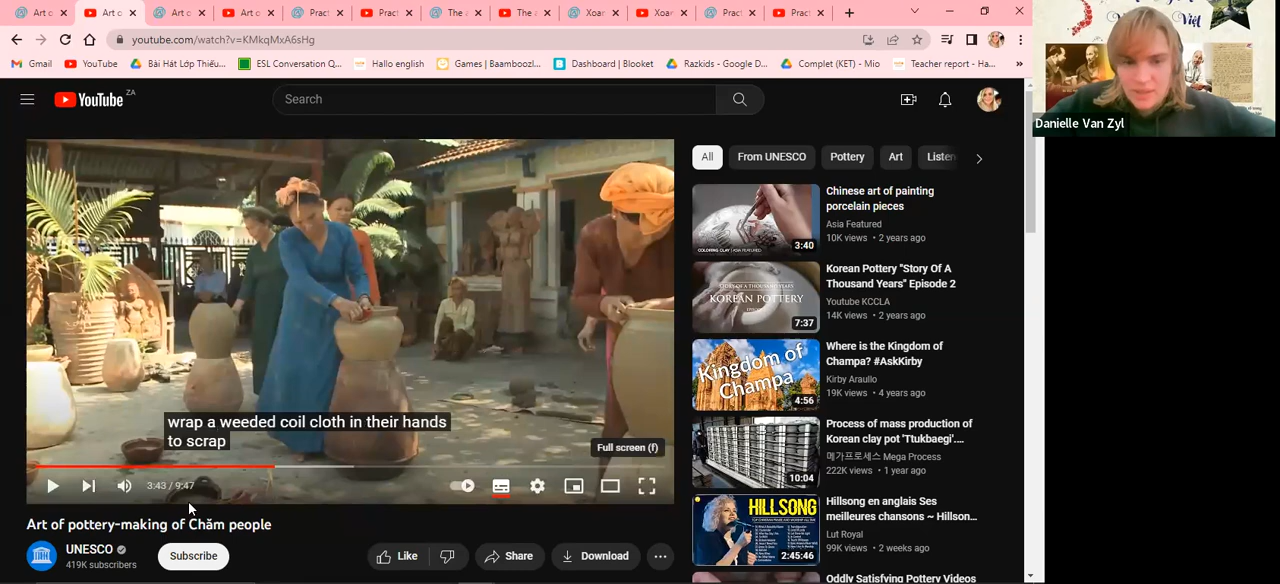 Art o
Art o
Art o
Art o
Pract
Pract
The A
The A
Xoan
Xoan
Pract
Pract
youtube.com/watch?v=KMkqMxA6sHg
Gmail
YouTube
Bài Hát Lớp Thiếu...
ESL Conversation Q...
Hallo english
Games | Baamboozl...
Dashboard | Blooket
Razkids - Google D...
Complet (KET) - Mio
Teacher report - Ha...
Việt
Danielle Van Zyl
YouTube ZA
Search
All
From UNESCO
Pottery
Art
Listen
Chinese art of painting
porcelain pieces
Asia Featured
10K views • 2 years ago
3:40
KOREAN POTTERY
7:37
Korean Pottery "Story Of A
Thousand Years" Episode 2
Youtube KCCLA
14K views • 2 years ago
Kingdom of
Champa
4:56
Where is the Kingdom of
Champa? #AskKirby
Kirby Araullo
19K views • 4 years ago
10:04
Process of mass production of
Korean clay pot 'Ttukbaegi'....
메가프로세스 Mega Process
222K views • 1 year ago
HILLSONG
2:45:46
Hillsong en anglais Ses
meilleures chansons ~ Hillson...
Lut Royal
99K views • 2 weeks ago
Oddly Satisfying Pottery Videos
wrap a weeded coil cloth in their hands
to scrap
Full screen (f)
3:43 / 9:47
Art of pottery-making of Chăm people
UNESCO
419K subscribers
Subscribe
Like
Share
Download